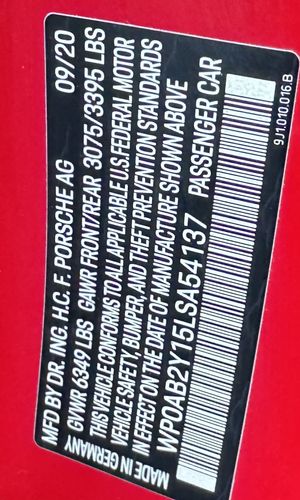 MFD BY DR. ING. H.C. F. PORSCHE AG 09/20
GVWR 6349 LBS GAWR FRONT/REAR 3075/3395 LBS
THIS VEHICLE CONFORMS TO ALL APPLICABLE U.S. FEDERAL MOTOR
VEHICLE SAFETY, BUMPER, AND THEFT PREVENTION STANDARDS
IN EFFECT ON THE DATE OF MANUFACTURE SHOWN ABOVE
WP0AB2Y15LSA54137 PASSENGER CAR
MADE IN GERMANY
9J1.010.016.B